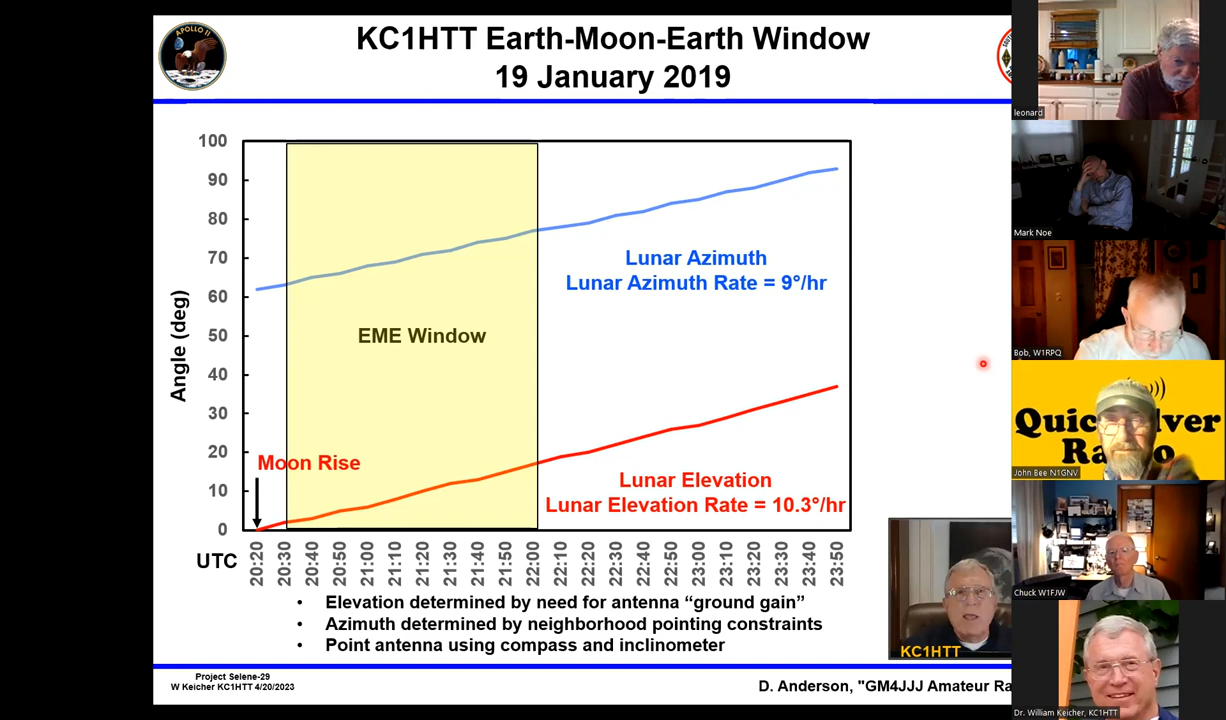 APOLLO 11
KC1HTT Earth-Moon-Earth Window
19 January 2019
100
90
80
70
60
50
40
30
20
10
0
Angle (deg)
Lunar Azimuth
Lunar Azimuth Rate = 9°/hr
EME Window
Moon Rise
Lunar Elevation
Lunar Elevation Rate = 10.3°/hr
UTC
20:20
20:30
20:40
20:50
21:00
21:10
21:20
21:30
21:40
21:50
22:00
22:10
22:20
22:30
22:40
22:50
23:00
23:10
23:20
23:30
23:40
23:50
• Elevation determined by need for antenna “ground gain”
• Azimuth determined by neighborhood pointing constraints
• Point antenna using compass and inclinometer
Project Selene-29
W Keicher KC1HTT 4/20/2023
D. Anderson, "GM4JJJ Amateur Ra
KC1HTT
leonard
Mark Noe
Bob, W1RPQ
John Bee N1GNV
Chuck W1FJW
Dr. William Keicher, KC1HTT